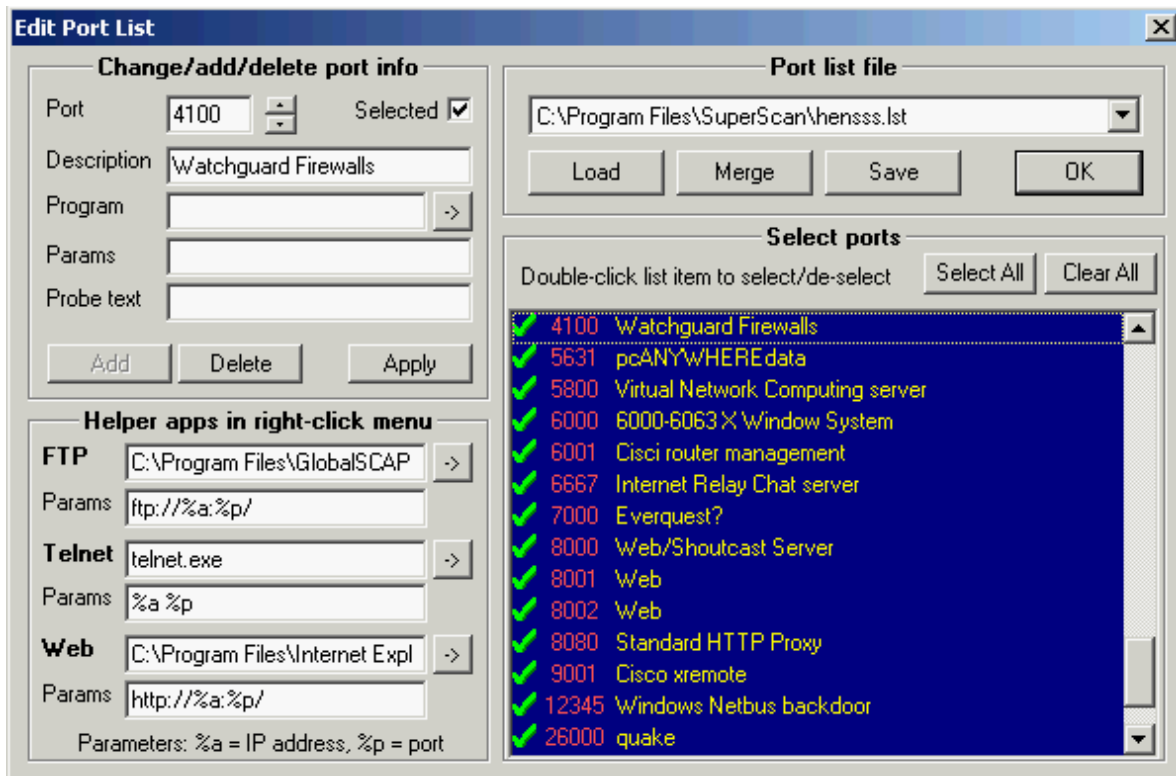 Edit Port List
Change/add/delete port info
Port 4100 Selected
Description Watchguard Firewalls
Program ->
Params
Probe text
Add Delete Apply
Helper apps in right-click menu
FTP C:\Program Files\GlobalSCAP ->
Params ftp://%a:%p/
Telnet telnet.exe ->
Params %a %p
Web C:\Program Files\Internet Expl ->
Params http://%a:%p/
Parameters: %a = IP address, %p = port
Port list file
C:\Program Files\SuperScan\hensss.lst
Load Merge Save OK
Select ports
Double-click list item to select/de-select Select All Clear All
4100 Watchguard Firewalls
5631 pcANYWHERE data
5800 Virtual Network Computing server
6000 6000-6063 X Window System
6001 Cisci router management
6667 Internet Relay Chat server
7000 Everquest?
8000 Web/Shoutcast Server
8001 Web
8002 Web
8080 Standard HTTP Proxy
9001 Cisco xremote
12345 Windows Netbus backdoor
26000 quake